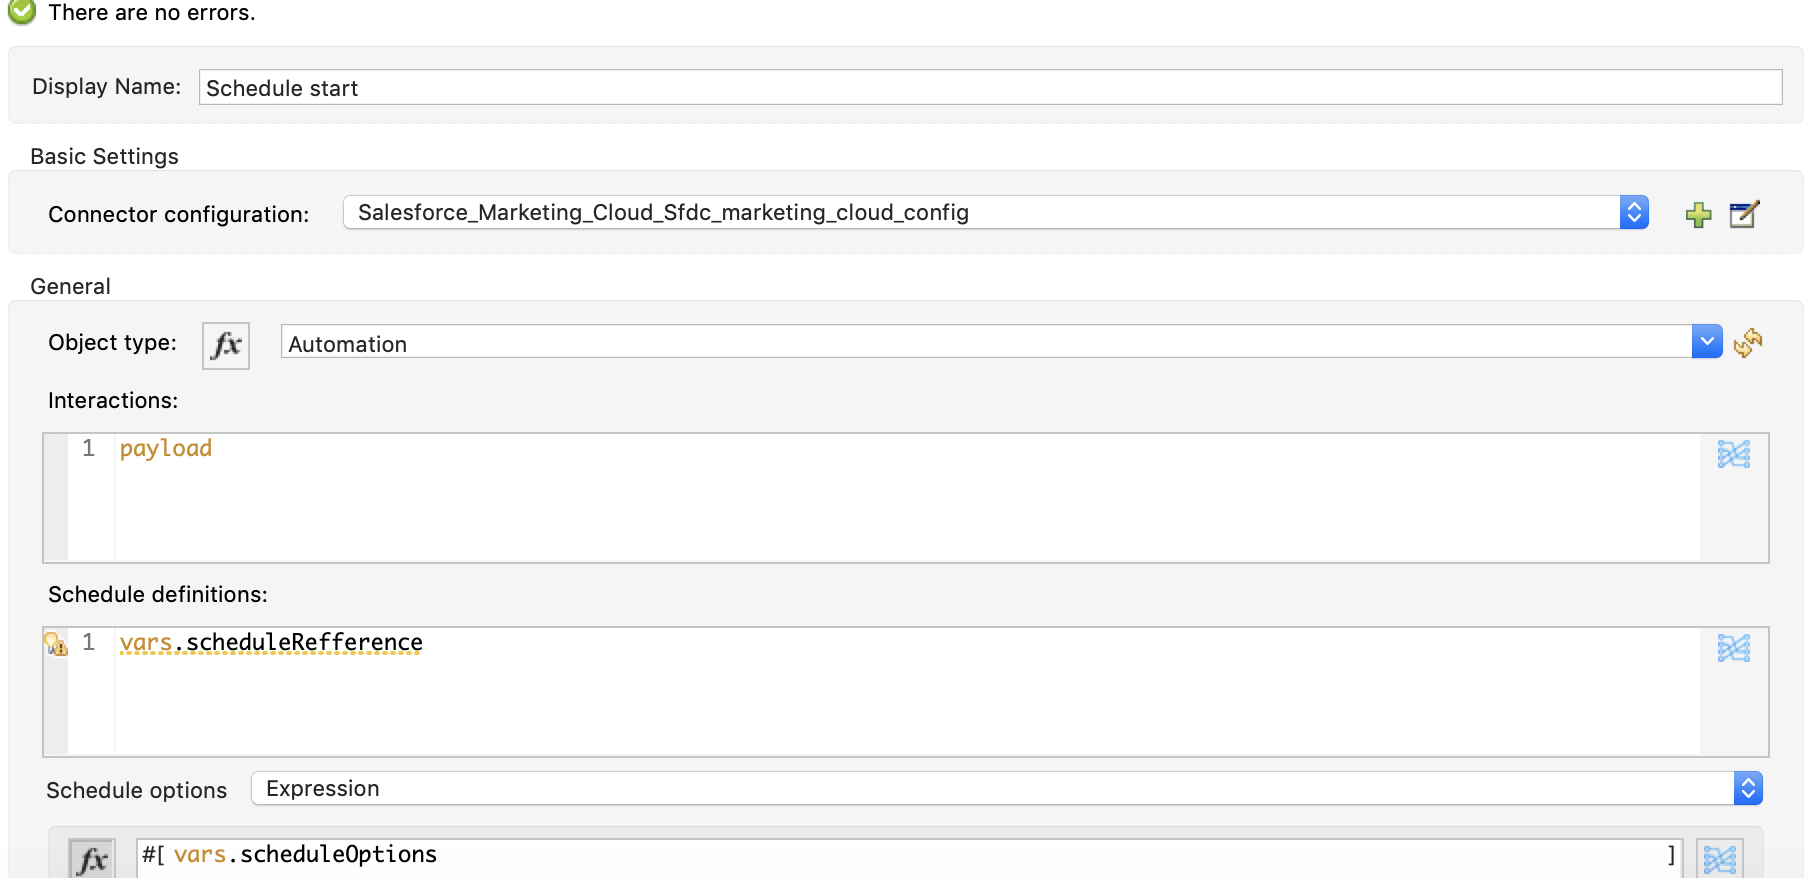 There are no errors.
Display Name: Schedule start
Basic Settings
Connector configuration: Salesforce_Marketing_Cloud_Sfdc_marketing_cloud_config
General
Object type: fx Automation
Interactions:
1 payload
Schedule definitions:
1 vars.scheduleRefference
Schedule options Expression
fx #[ vars.scheduleOptions ]